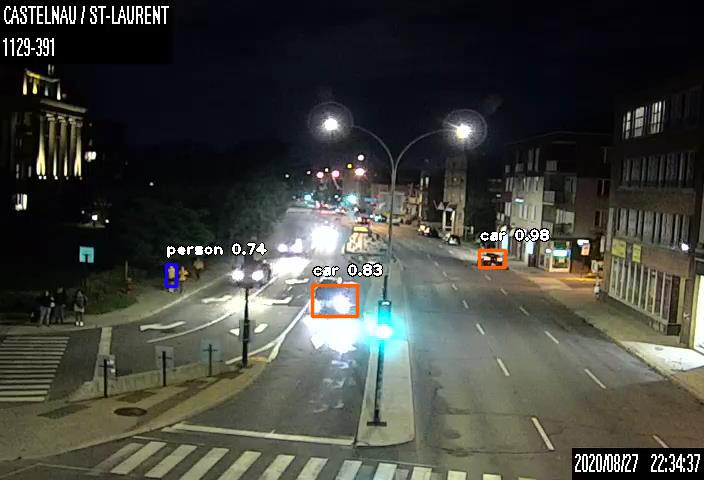 CASTELNAU / ST-LAURENT
1129-391
person 0.74
car 0.98
car 0.83
2020/08/27 22:34:37